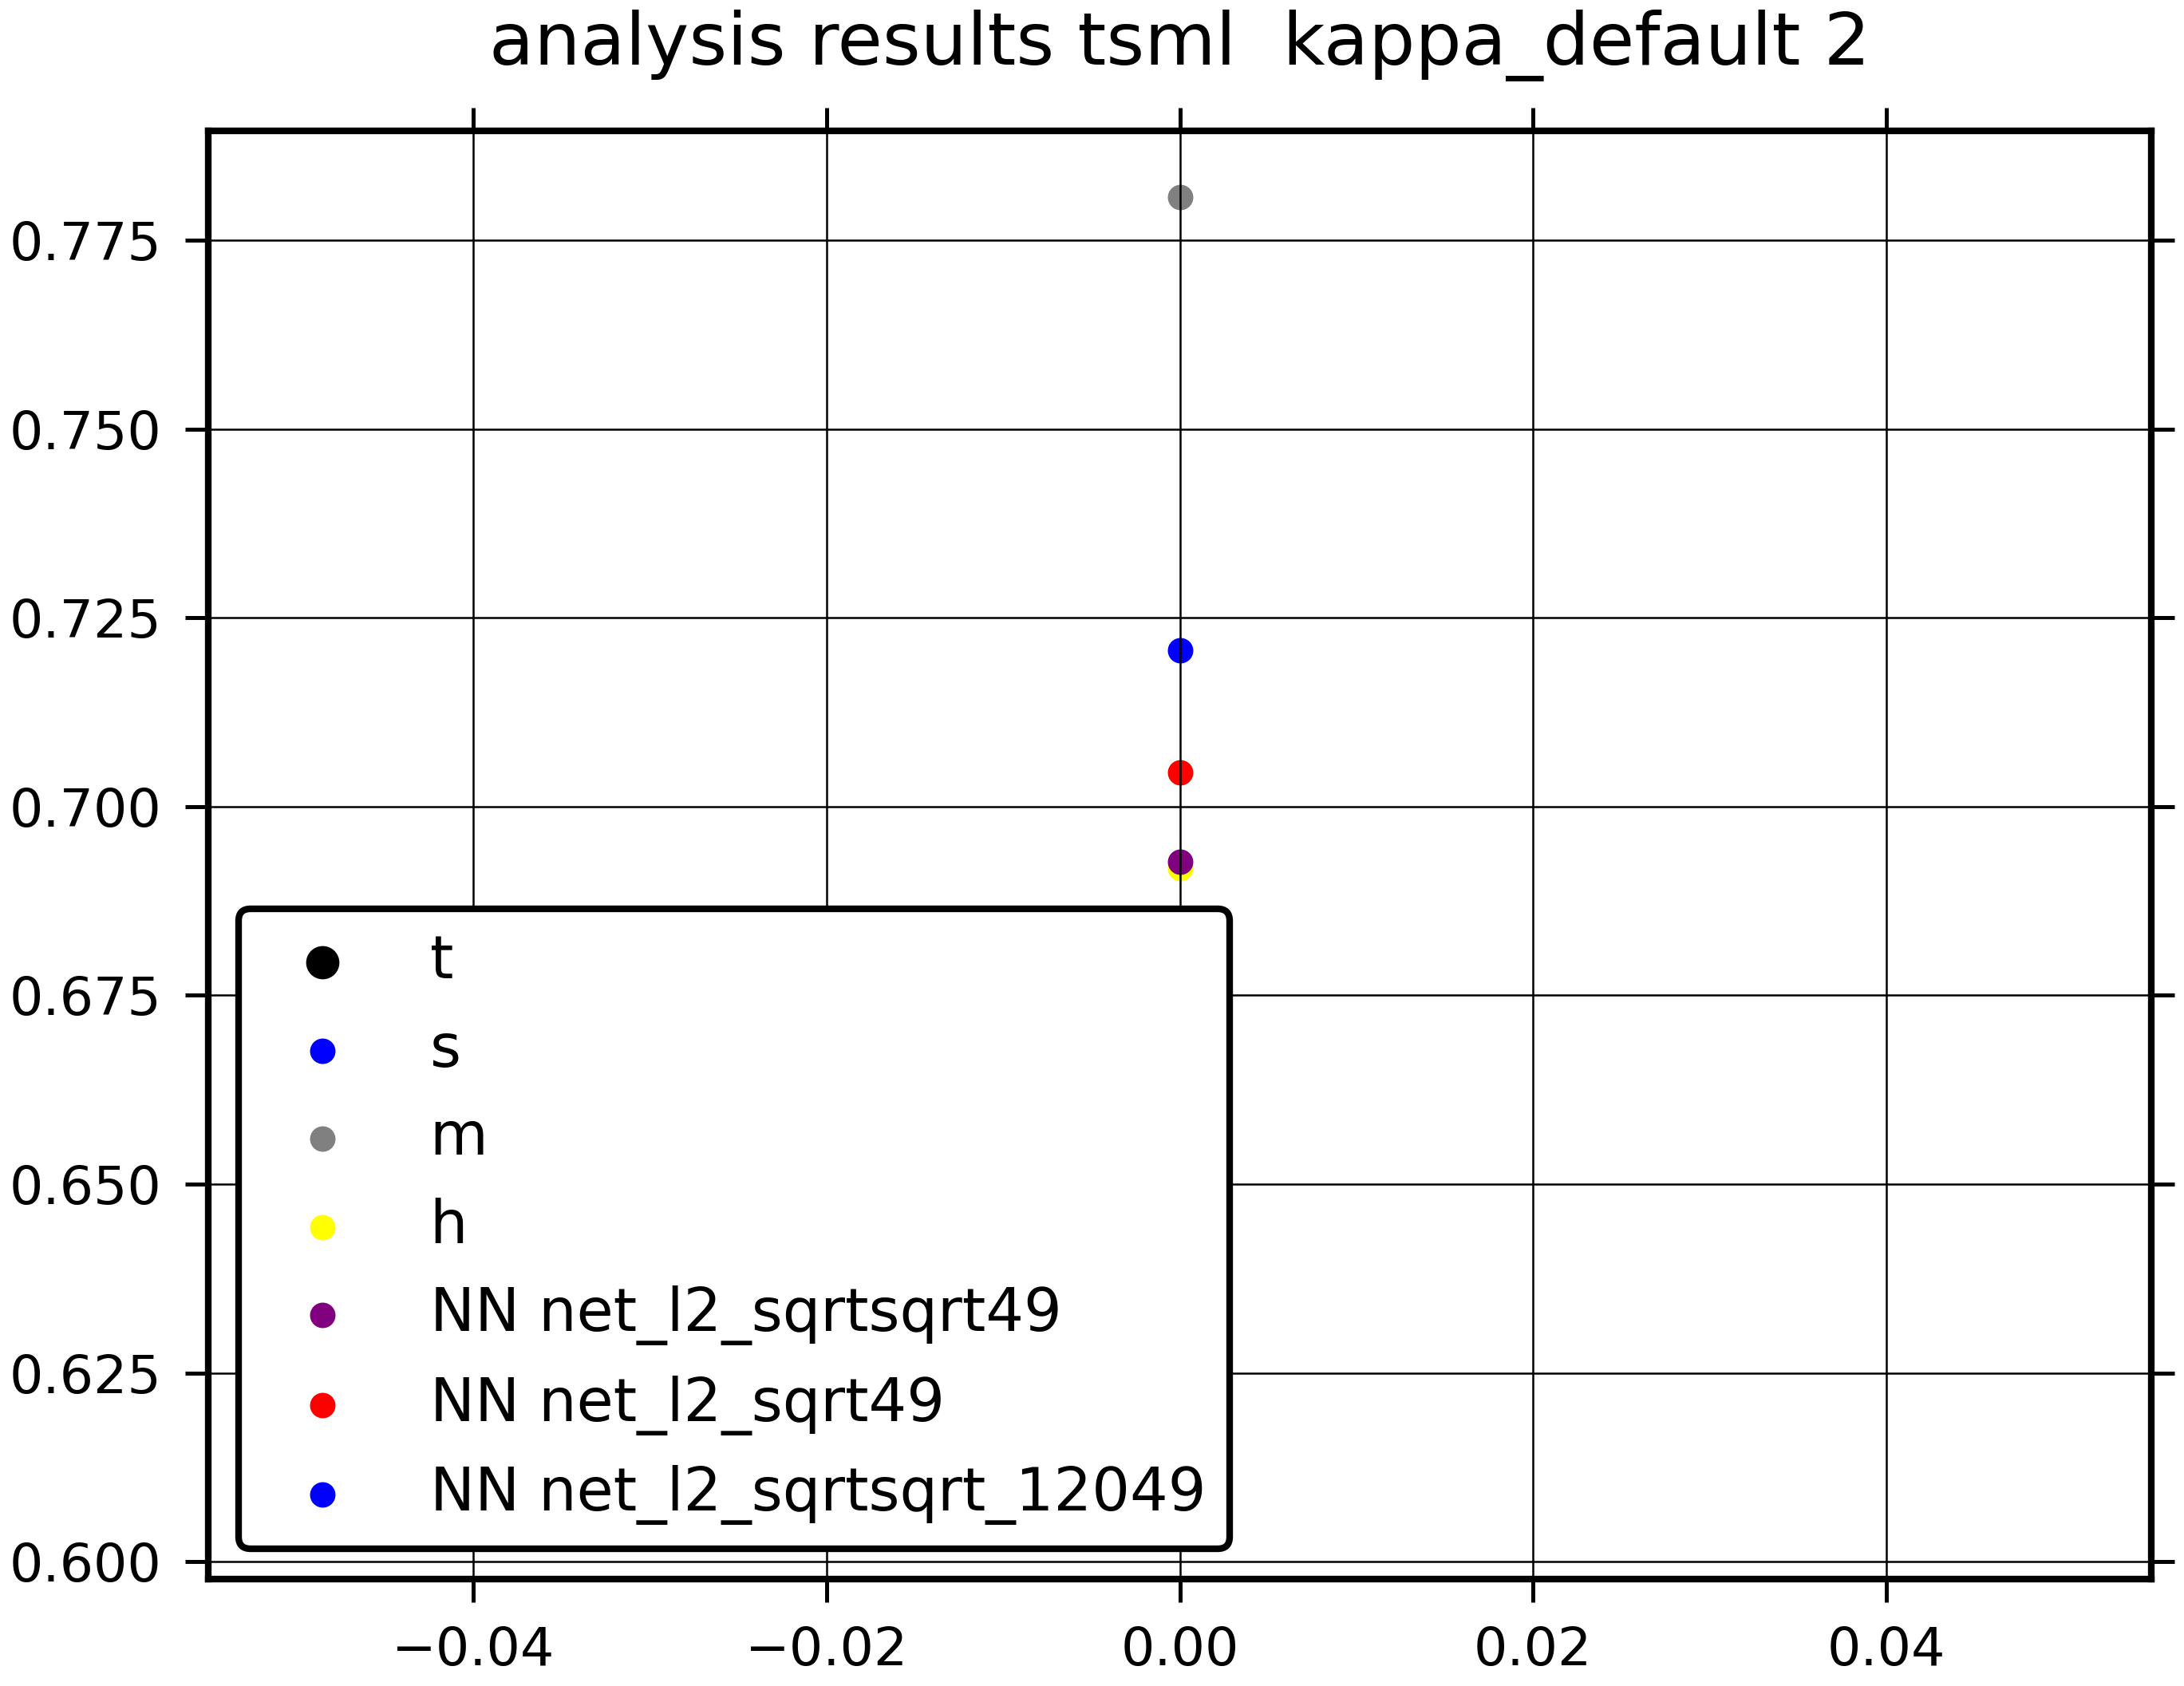 analysis results tsml  kappa_default 2
0.775
0.750
0.725
0.700
0.675
0.650
0.625
0.600
t
s
m
h
NN net_l2_sqrtsqrt49
NN net_l2_sqrt49
NN net_l2_sqrtsqrt_12049
−0.04 −0.02 0.00 0.02 0.04